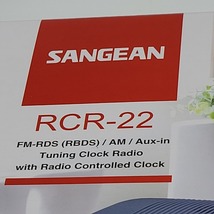 SANGEAN
RCR-22
FM-RDS (RBDS) / AM / Aux-in
Tuning Clock Radio
with Radio Controlled Clock